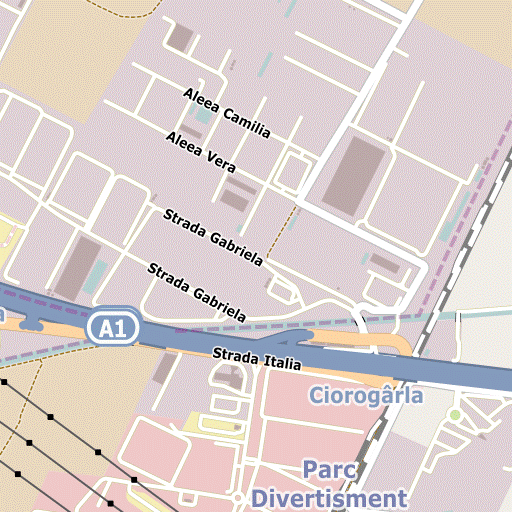 Aleea Camilia
Aleea Vera
Strada Gabriela
Strada Gabriela
A1
Strada Italia
Ciorogârla
Parc
Divertisment